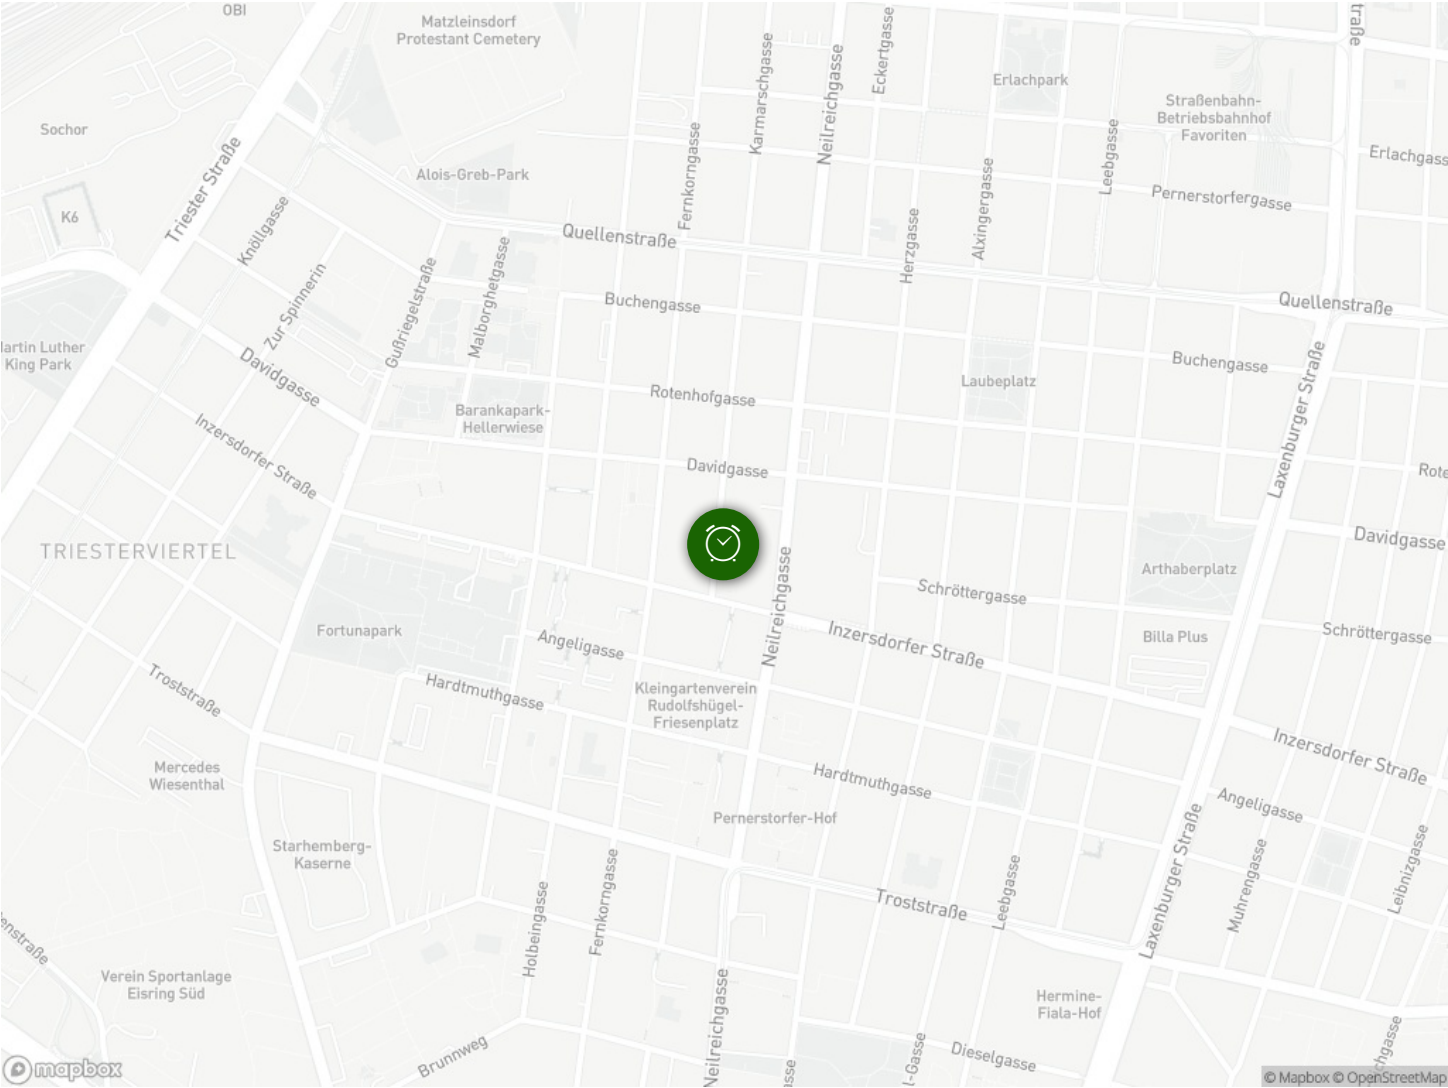 OBI
Matzleinsdorf
Protestant Cemetery
Eckertgasse
Karmarschgasse
Neilreichgasse
Erlachpark
Straßenbahn-
Betriebsbahnhof
Favoriten
traße
Sochor
Triester Straße
Alois-Greb-Park
Fernkorngasse
Leebgasse
Erlachgass
Pernerstorfergasse
K6
Knöllgasse
Alxingergasse
Herzgasse
Quellenstraße
Malborghetgasse
Gußriegelstraße
Zur Spinnerin
Buchengasse
Quellenstraße
artin Luther
King Park
Davidgasse
Rotenhofgasse
Laubeplatz
Buchengasse
Laxenburger Straße
Barankapark-
Hellerwiese
Inzersdorfer Straße
Davidgasse
Rote
Davidgasse
TRIESTERVIERTEL
Arthaberplatz
Schröttergasse
Neilreichgasse
Fortunapark
Angeligasse
Inzersdorfer Straße
Billa Plus
Schröttergasse
Troststraße
Hardtmuthgasse
Kleingartenverein
Rudolfshügel-
Friesenplatz
Mercedes
Wiesenthal
Hardtmuthgasse
Inzersdorfer Straße
Angeligasse
Pernerstorfer-Hof
Starhemberg-
Kaserne
Laxenburger Straße
Muhrengasse
Leibnizgasse
Holbeingasse
Fernkorngasse
Troststraße
Leebgasse
enstraße
Verein Sportanlage
Eisring Süd
Neilreichgasse
Hermine-
Fiala-Hof
Brunnweg
Dieselgasse
asse
l-Gasse
chgasse
mapbox
© Mapbox © OpenStreetMap